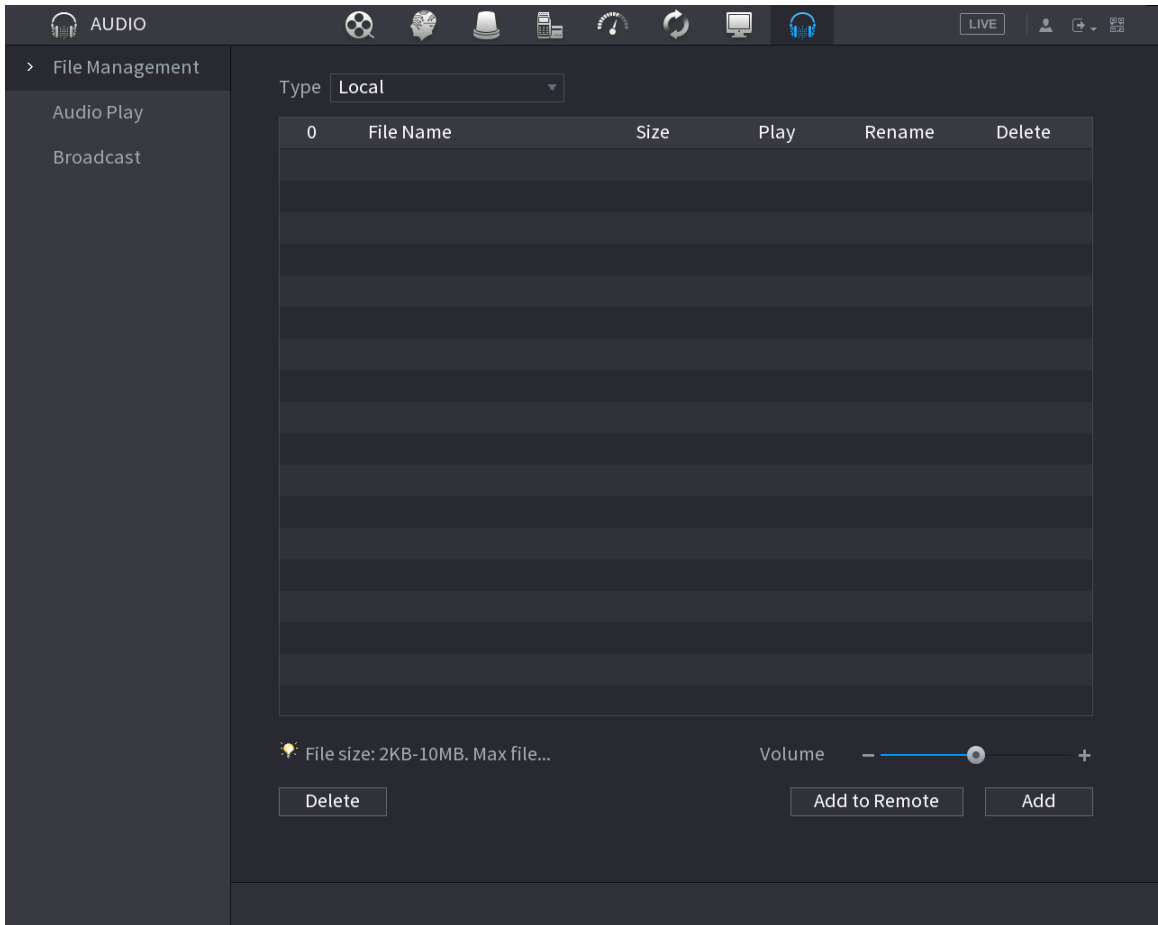 AUDIO LIVE
File Management
Audio Play
Broadcast
Type Local
0 File Name Size Play Rename Delete
File size: 2KB-10MB. Max file...
Volume
Delete Add to Remote Add